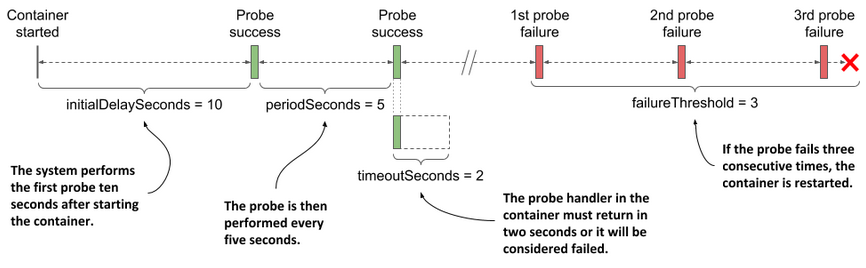 Container
started
Probe
success
Probe
success
1st probe
failure
2nd probe
failure
3rd probe
failure
initialDelaySeconds = 10
periodSeconds = 5
failureThreshold = 3
timeoutSeconds = 2
The system performs
the first probe ten
seconds after starting
the container.
The probe is then
performed every
five seconds.
The probe handler in the
container must return in
two seconds or it will be
considered failed.
If the probe fails three
consecutive times, the
container is restarted.